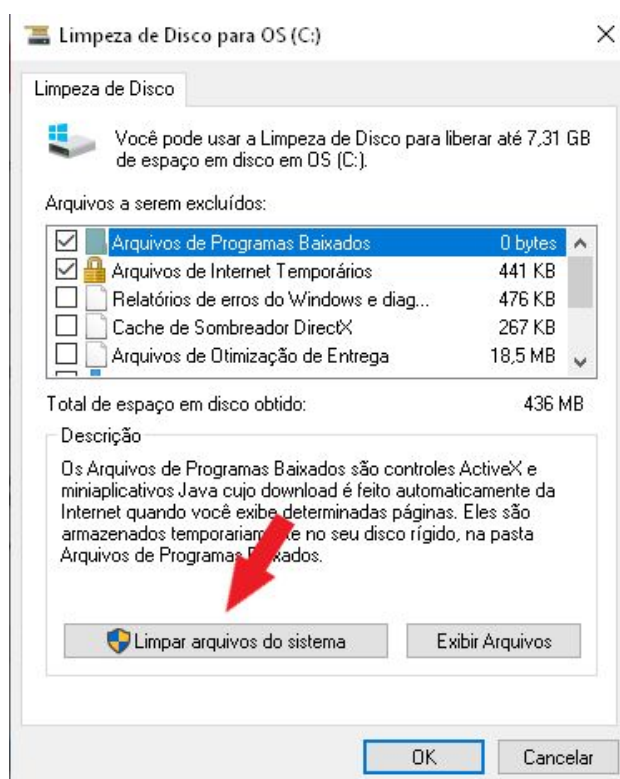 Limpeza de Disco para OS (C:)
Limpeza de Disco
Você pode usar a Limpeza de Disco para liberar até 7,31 GB
de espaço em disco em OS (C:).
Arquivos a serem excluídos:
Arquivos de Programas Baixados 0 bytes
Arquivos de Internet Temporários 441 KB
Relatórios de erros do Windows e diag... 476 KB
Cache de Sombreador DirectX 267 KB
Arquivos de Otimização de Entrega 18,5 MB
Total de espaço em disco obtido: 436 MB
Descrição
Os Arquivos de Programas Baixados são controles ActiveX e
miniaplicativos Java cujo download é feito automaticamente da
Internet quando você exibe determinadas páginas. Eles são
armazenados no seu disco rígido, na pasta
Arquivos de Programas
Limpar arquivos do sistema Exibir Arquivos
OK Cancelar